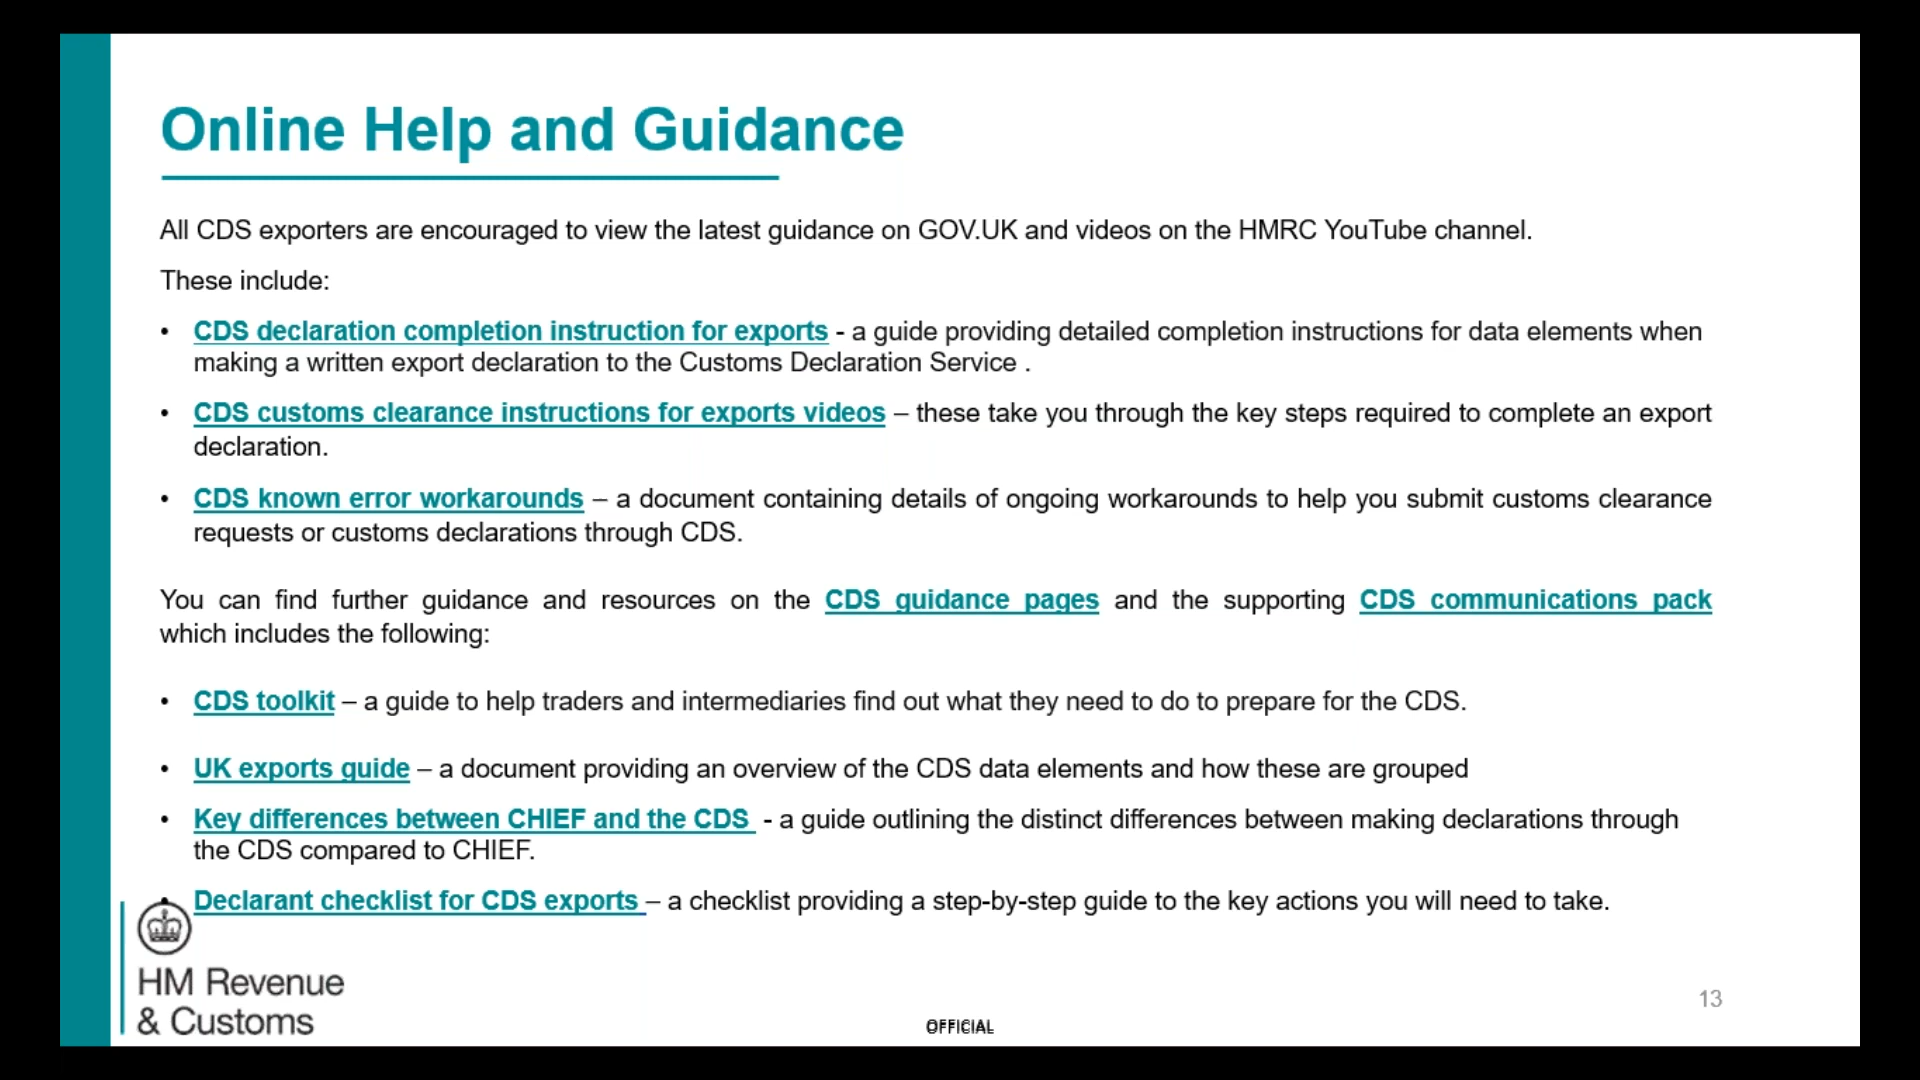 Online Help and Guidance
All CDS exporters are encouraged to view the latest guidance on GOV.UK and videos on the HMRC YouTube channel.
These include:
• CDS declaration completion instruction for exports - a guide providing detailed completion instructions for data elements when
making a written export declaration to the Customs Declaration Service .
• CDS customs clearance instructions for exports videos – these take you through the key steps required to complete an export
declaration.
• CDS known error workarounds – a document containing details of ongoing workarounds to help you submit customs clearance
requests or customs declarations through CDS.
You can find further guidance and resources on the CDS guidance pages and the supporting CDS communications pack
which includes the following:
• CDS toolkit – a guide to help traders and intermediaries find out what they need to do to prepare for the CDS.
• UK exports guide – a document providing an overview of the CDS data elements and how these are grouped
• Key differences between CHIEF and the CDS - a guide outlining the distinct differences between making declarations through
the CDS compared to CHIEF.
• Declarant checklist for CDS exports – a checklist providing a step-by-step guide to the key actions you will need to take.
HM Revenue
& Customs
13
OFFICIAL